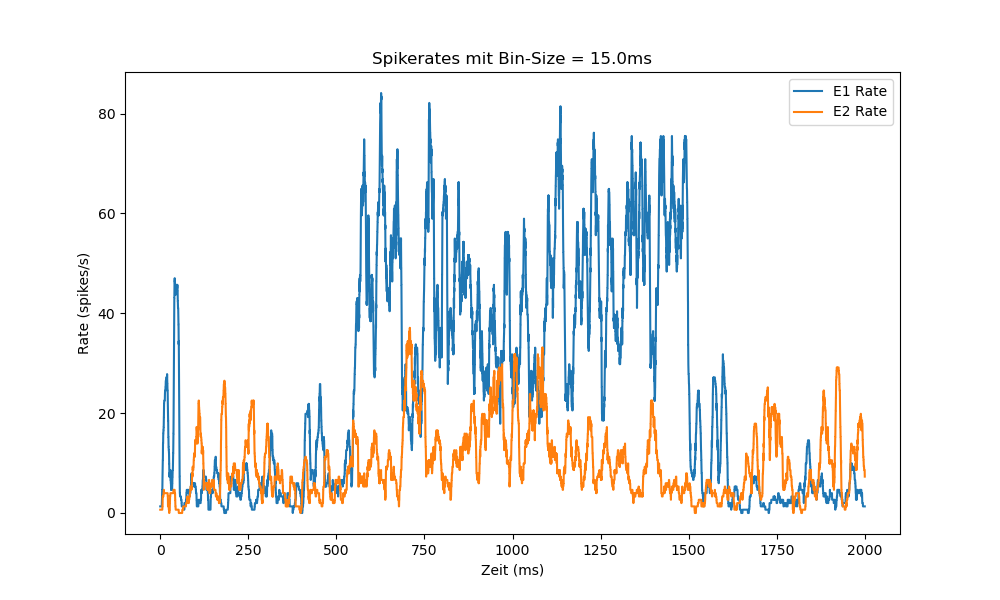 Spikerates mit Bin-Size = 15.0ms
E1 Rate
E2 Rate
80
60
40
20
0
Rate (spikes/s)
0 250 500 750 1000 1250 1500 1750 2000
Zeit (ms)